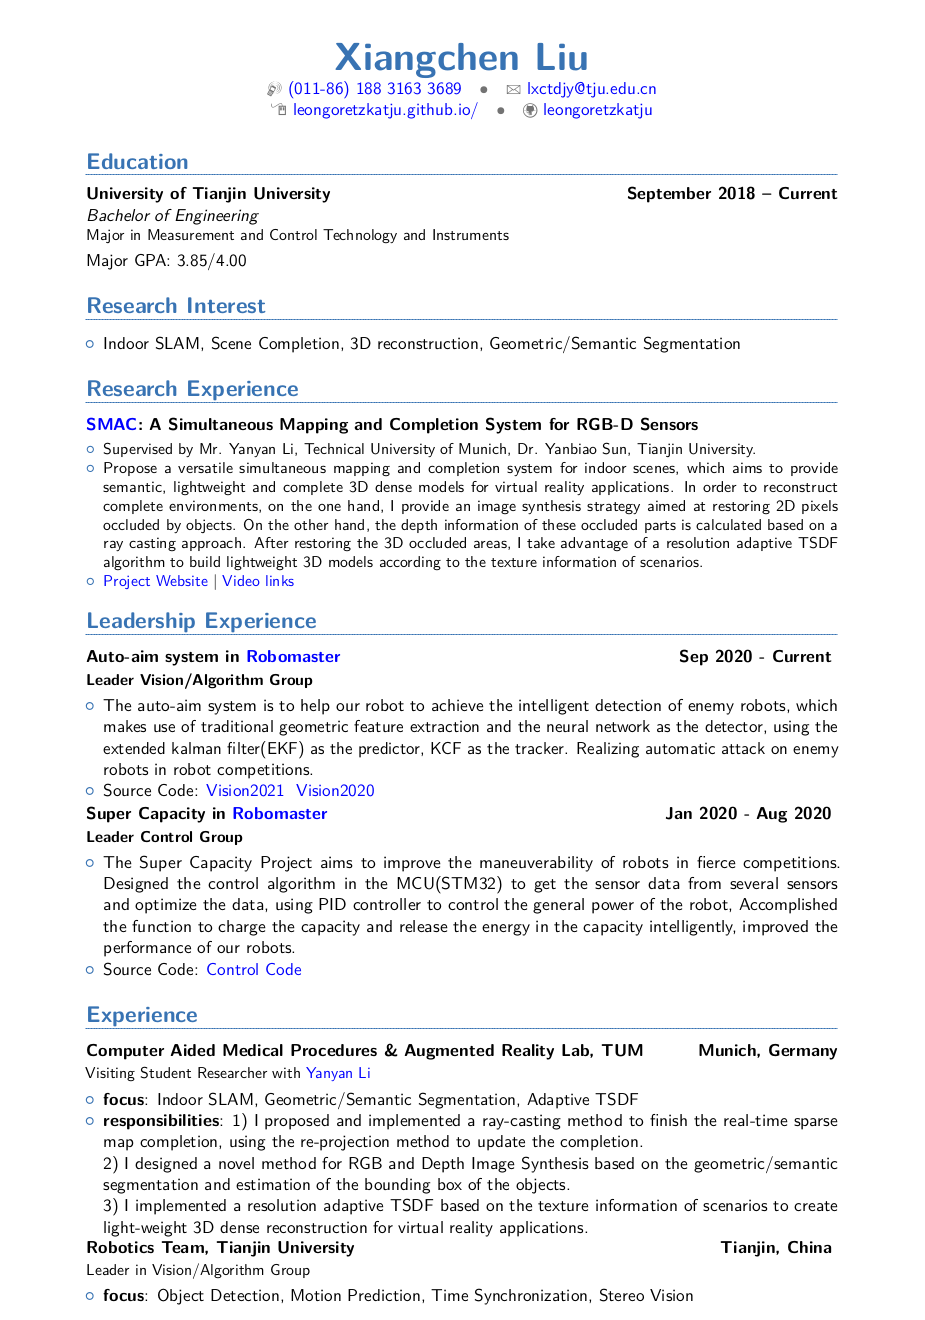 Xiangchen Liu
(011-86) 188 3163 3689 ● lxctdjy@tju.edu.cn
leongoretzkatju.github.io/ ● leongoretzkatju
Education
University of Tianjin University September 2018 – Current
Bachelor of Engineering
Major in Measurement and Control Technology and Instruments
Major GPA: 3.85/4.00
Research Interest
Indoor SLAM, Scene Completion, 3D reconstruction, Geometric/Semantic Segmentation
Research Experience
SMAC: A Simultaneous Mapping and Completion System for RGB-D Sensors
Supervised by Mr. Yanyan Li, Technical University of Munich, Dr. Yanbiao Sun, Tianjin University.
Propose a versatile simultaneous mapping and completion system for indoor scenes, which aims to provide
semantic, lightweight and complete 3D dense models for virtual reality applications. In order to reconstruct
complete environments, on the one hand, I provide an image synthesis strategy aimed at restoring 2D pixels
occluded by objects. On the other hand, the depth information of these occluded parts is calculated based on a
ray casting approach. After restoring the 3D occluded areas, I take advantage of a resolution adaptive TSDF
algorithm to build lightweight 3D models according to the texture information of scenarios.
Project Website | Video links
Leadership Experience
Auto-aim system in Robomaster Sep 2020 - Current
Leader Vision/Algorithm Group
The auto-aim system is to help our robot to achieve the intelligent detection of enemy robots, which
makes use of traditional geometric feature extraction and the neural network as the detector, using the
extended kalman filter(EKF) as the predictor, KCF as the tracker. Realizing automatic attack on enemy
robots in robot competitions.
Source Code: Vision2021 Vision2020
Super Capacity in Robomaster Jan 2020 - Aug 2020
Leader Control Group
The Super Capacity Project aims to improve the maneuverability of robots in fierce competitions.
Designed the control algorithm in the MCU(STM32) to get the sensor data from several sensors
and optimize the data, using PID controller to control the general power of the robot, Accomplished
the function to charge the capacity and release the energy in the capacity intelligently, improved the
performance of our robots.
Source Code: Control Code
Experience
Computer Aided Medical Procedures & Augmented Reality Lab, TUM Munich, Germany
Visiting Student Researcher with Yanyan Li
focus: Indoor SLAM, Geometric/Semantic Segmentation, Adaptive TSDF
responsibilities: 1) I proposed and implemented a ray-casting method to finish the real-time sparse
map completion, using the re-projection method to update the completion.
2) I designed a novel method for RGB and Depth Image Synthesis based on the geometric/semantic
segmentation and estimation of the bounding box of the objects.
3) I implemented a resolution adaptive TSDF based on the texture information of scenarios to create
light-weight 3D dense reconstruction for virtual reality applications.
Robotics Team, Tianjin University Tianjin, China
Leader in Vision/Algorithm Group
focus: Object Detection, Motion Prediction, Time Synchronization, Stereo Vision